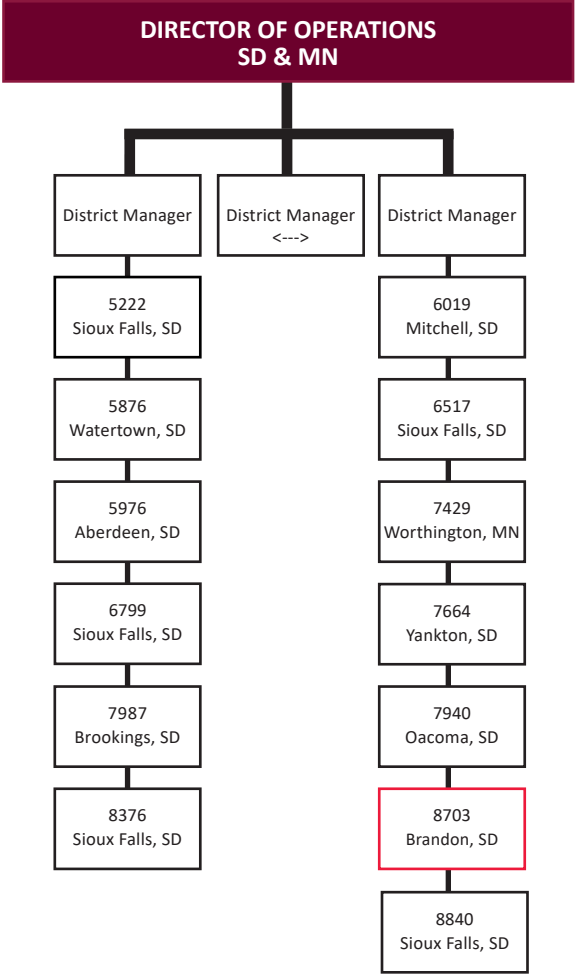 DIRECTOR OF OPERATIONS
SD & MN
District Manager
District Manager
<--->
District Manager
5222
Sioux Falls, SD
5876
Watertown, SD
5976
Aberdeen, SD
6799
Sioux Falls, SD
7987
Brookings, SD
8376
Sioux Falls, SD
6019
Mitchell, SD
6517
Sioux Falls, SD
7429
Worthington, MN
7664
Yankton, SD
7940
Oacoma, SD
8703
Brandon, SD
8840
Sioux Falls, SD